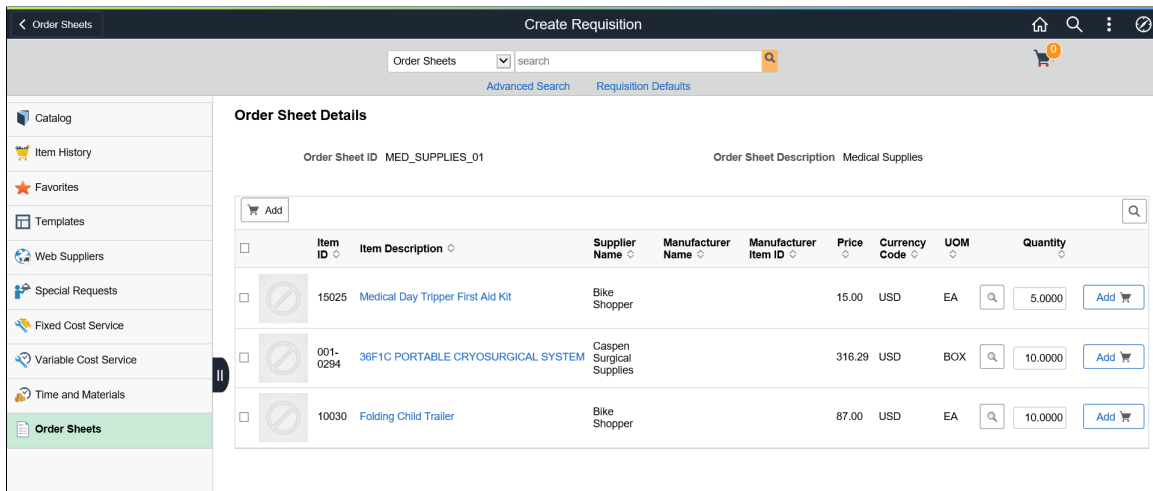 Order Sheets
Create Requisition
Order Sheets
search
0
Advanced Search
Requisition Defaults
Catalog
Item History
Favorites
Templates
Web Suppliers
Special Requests
Fixed Cost Service
Variable Cost Service
Time and Materials
Order Sheets
Order Sheet Details
Order Sheet ID MED_SUPPLIES_01
Order Sheet Description Medical Supplies
Add
Item ID Item Description Supplier Name Manufacturer Name Manufacturer Item ID Price Currency Code UOM Quantity
15025 Medical Day Tripper First Aid Kit Bike Shopper 15.00 USD EA 5.0000 Add
001-0294 36F1C PORTABLE CRYOSURGICAL SYSTEM Caspen Surgical Supplies 316.29 USD BOX 10.0000 Add
10030 Folding Child Trailer Bike Shopper 87.00 USD EA 10.0000 Add